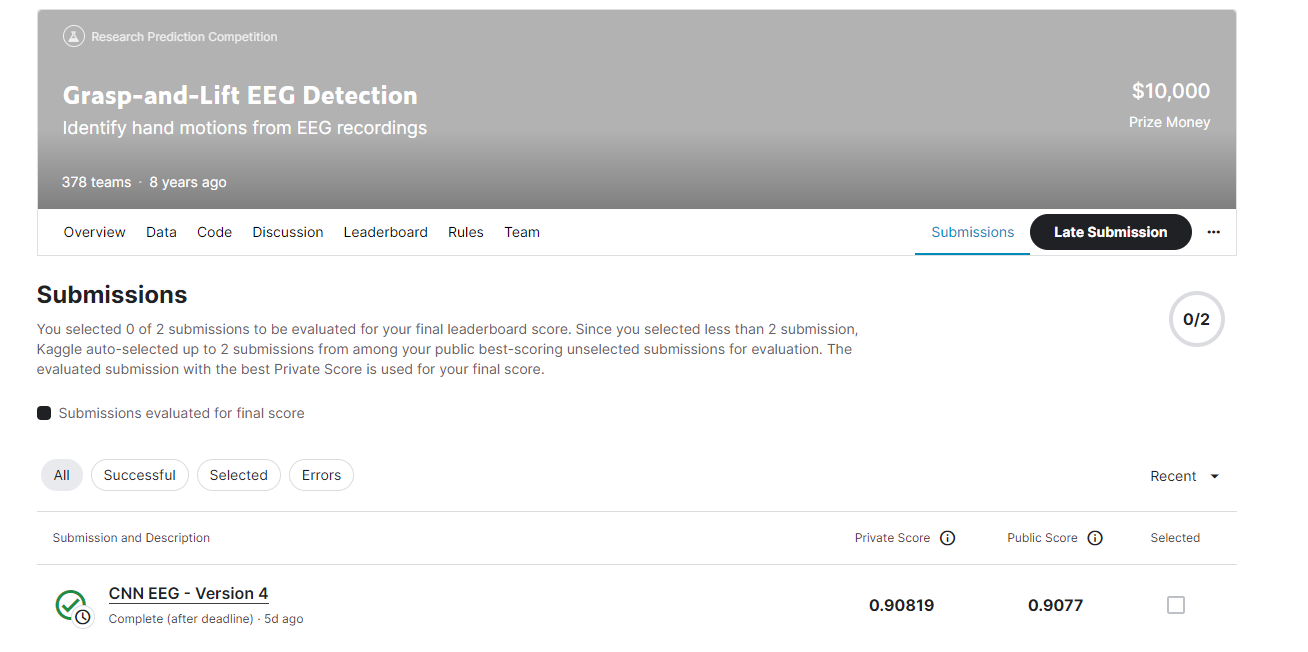 Research Prediction Competition
Grasp-and-Lift EEG Detection
$10,000
Identify hand motions from EEG recordings
Prize Money
378 teams · 8 years ago
Overview Data Code Discussion Leaderboard Rules Team Submissions Late Submission ···
Submissions
0/2
You selected 0 of 2 submissions to be evaluated for your final leaderboard score. Since you selected less than 2 submission,
Kaggle auto-selected up to 2 submissions from among your public best-scoring unselected submissions for evaluation. The
evaluated submission with the best Private Score is used for your final score.
Submissions evaluated for final score
All Successful Selected Errors Recent
Submission and Description Private Score Public Score Selected
CNN EEG - Version 4
Complete (after deadline) · 5d ago
0.90819 0.9077